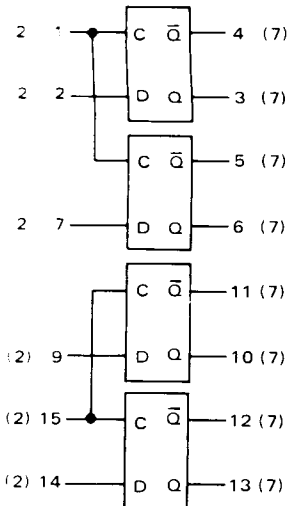 2 1 C Q̅ 4 (7)
2 2 D Q 3 (7)
C Q̅ 5 (7)
2 7 D Q 6 (7)
C Q̅ 11 (7)
(2) 9 D Q 10 (7)
(2) 15 C Q̅ 12 (7)
(2) 14 D Q 13 (7)